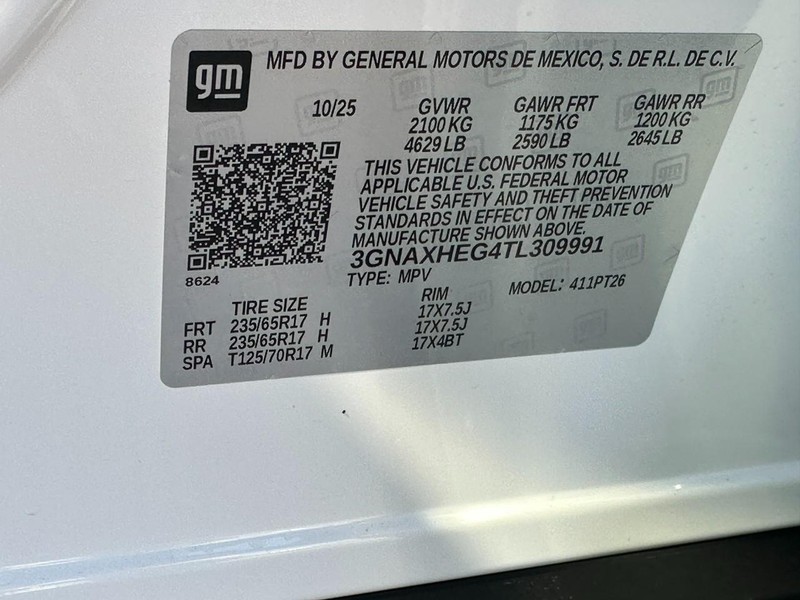 gm MFD BY GENERAL MOTORS DE MEXICO, S. DE R.L. DE C.V.
10/25 GVWR GAWR FRT GAWR RR
2100 KG 1175 KG 1200 KG
4629 LB 2590 LB 2645 LB
THIS VEHICLE CONFORMS TO ALL
APPLICABLE U.S. FEDERAL MOTOR
VEHICLE SAFETY AND THEFT PREVENTION
STANDARDS IN EFFECT ON THE DATE OF
MANUFACTURE SHOWN ABOVE.
3GNAXHEG4TL309991
8624
TYPE: MPV MODEL: 411PT26
TIRE SIZE RIM
FRT 235/65R17 H 17X7.5J
RR 235/65R17 H 17X7.5J
SPA T125/70R17 M 17X4BT